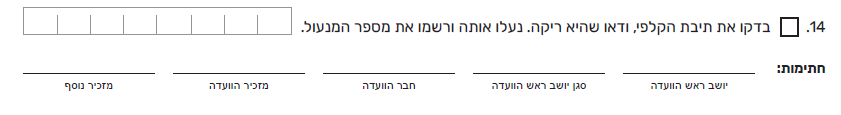 14. בדקו את תיבת הקלפי, ודאו שהיא ריקה. נעלו אותה ורשמו את מספר המנעול.
חתימות:
יושב ראש הוועדה סגן יושב ראש הוועדה חבר הוועדה מזכיר הוועדה מזכיר נוסף